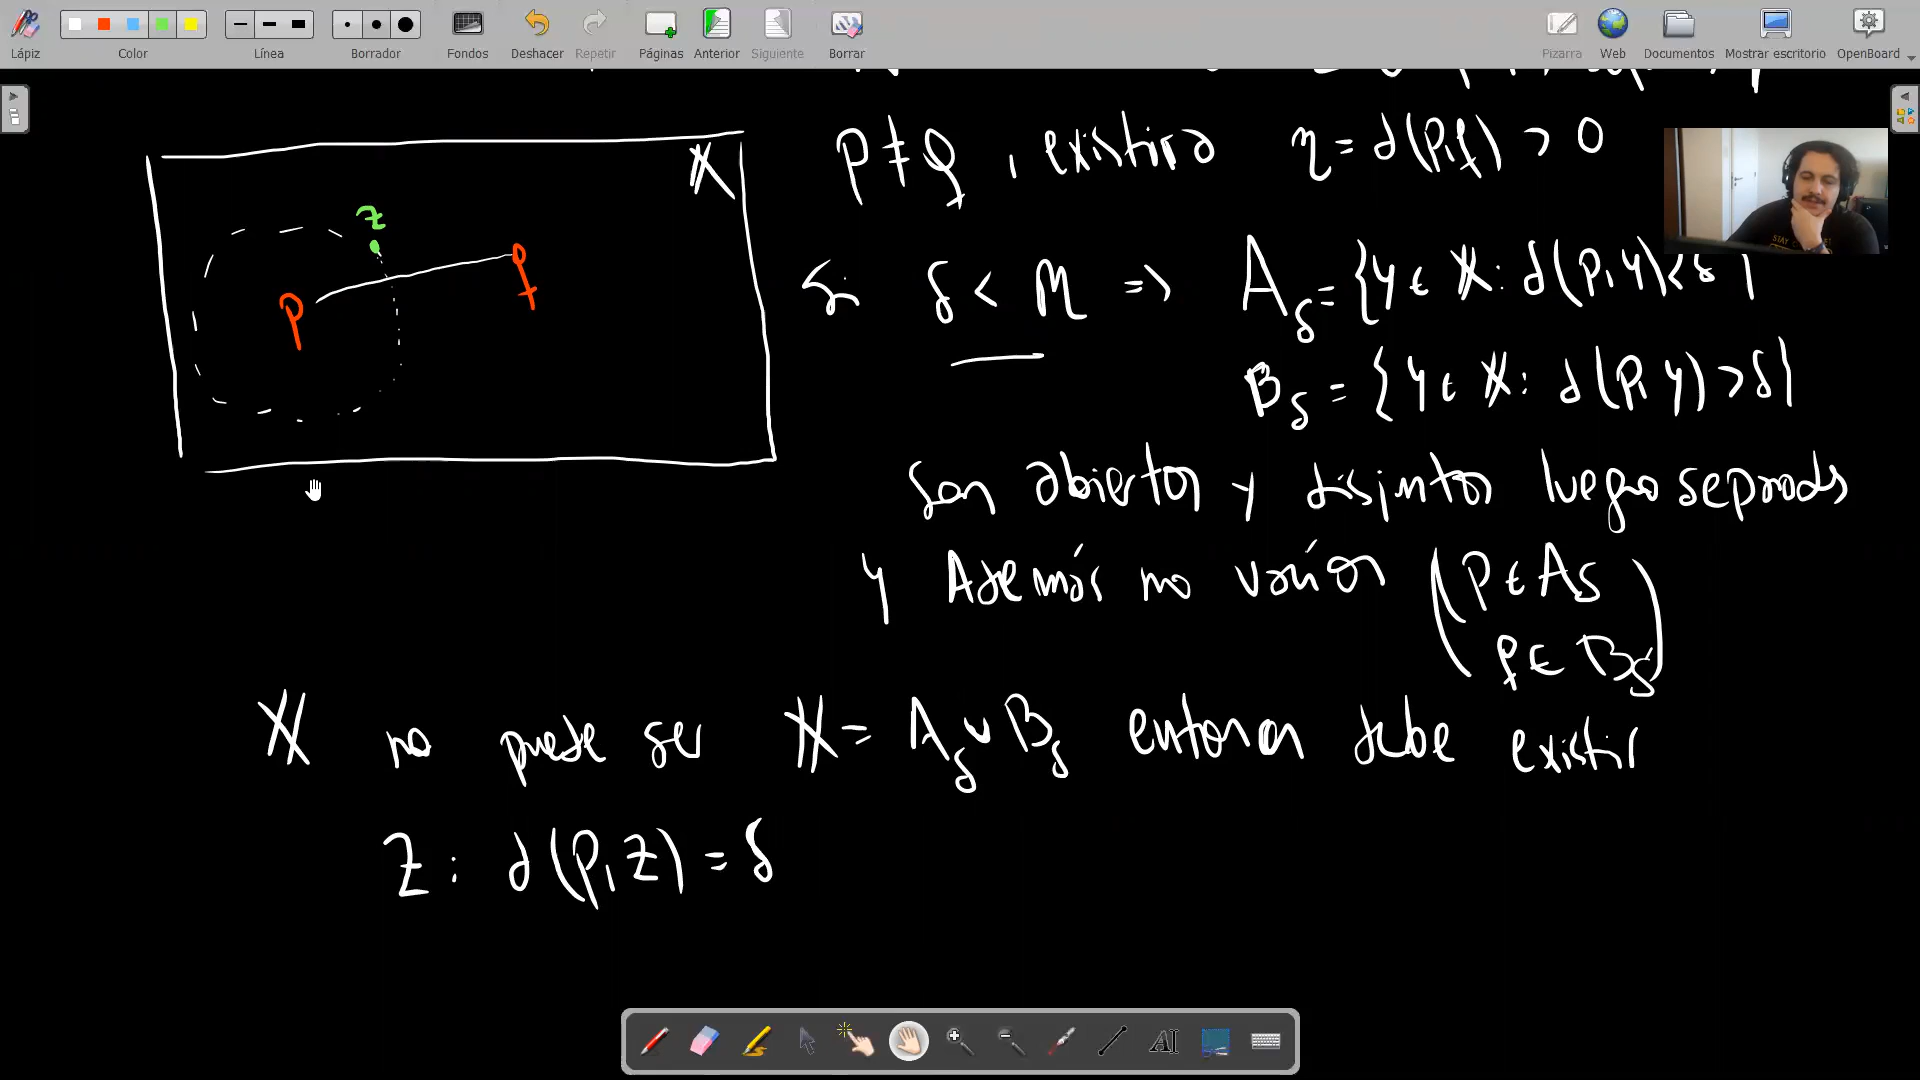 Lápiz Color Línea Borrador Fondos Deshacer Repetir Páginas Anterior Siguiente Borrar Pizarra Web Documentos Mostrar escritorio OpenBoard
X
z
p
q
p ≠ q, existirá η = d(p,q) > 0
STAY
Si δ < η => A_δ = {y ∈ X: d(p,y) < δ}
B_δ = {y ∈ X: d(p,y) > δ}
Son abiertos y disjuntos luego separados
y Además no vacíos (p ∈ A_δ
q ∈ B_δ)
X no puede ser X = A_δ ∪ B_δ entonces debe existir
z: d(p,z) = δ
AI